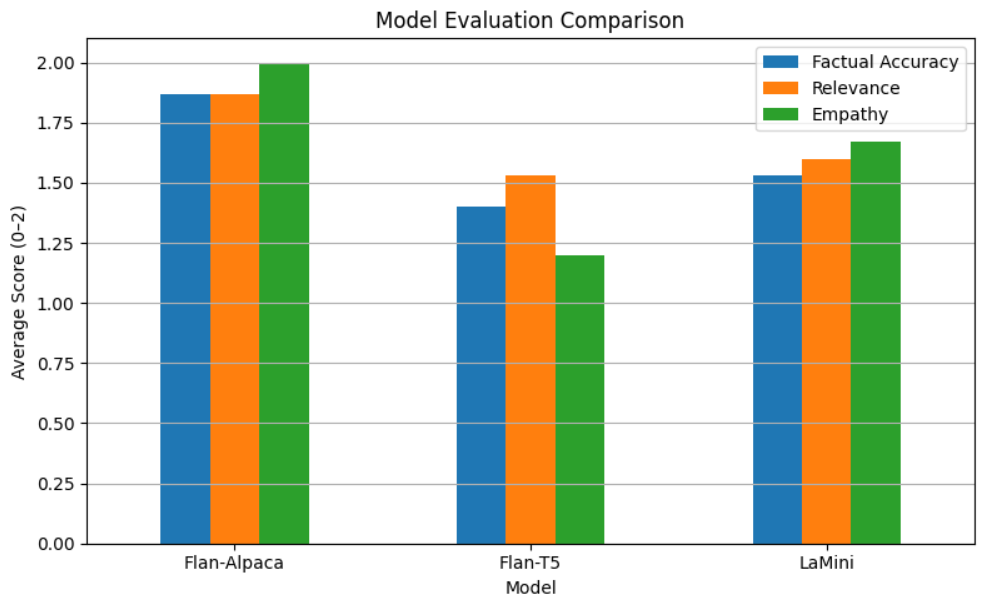 Model Evaluation Comparison
Factual Accuracy
Relevance
Empathy
2.00
1.75
1.50
1.25
1.00
0.75
0.50
0.25
0.00
Average Score (0–2)
Flan-Alpaca
Flan-T5
LaMini
Model